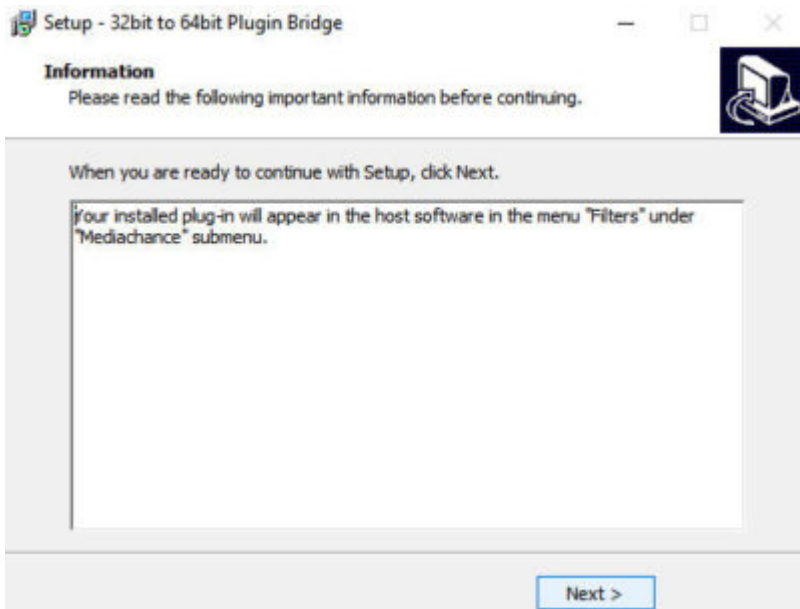 Setup - 32bit to 64bit Plugin Bridge
Information
Please read the following important information before continuing.
When you are ready to continue with Setup, click Next.
Your installed plug-in will appear in the host software in the menu "Filters" under
"Mediachance" submenu.
Next >